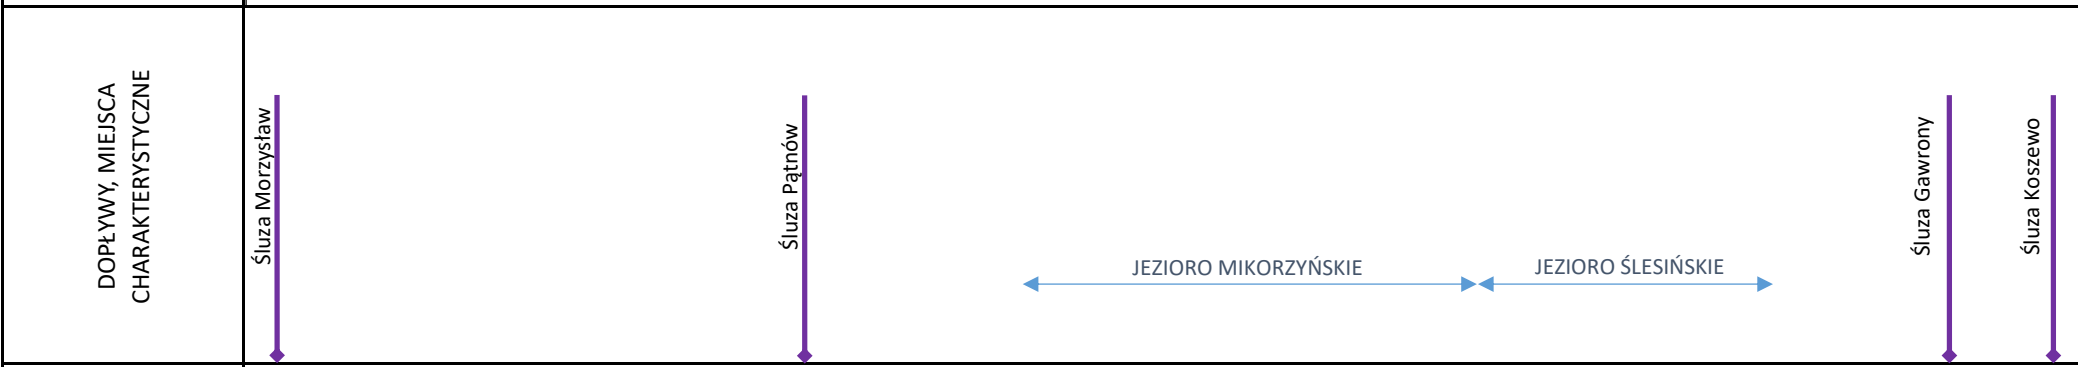 DOPŁYWY, MIEJSCA
CHARAKTERYSTYCZNE
Śluza Morzysław
Śluza Pątnów
JEZIORO MIKORZYŃSKIE
JEZIORO ŚLESIŃSKIE
Śluza Gawrony
Śluza Koszewo